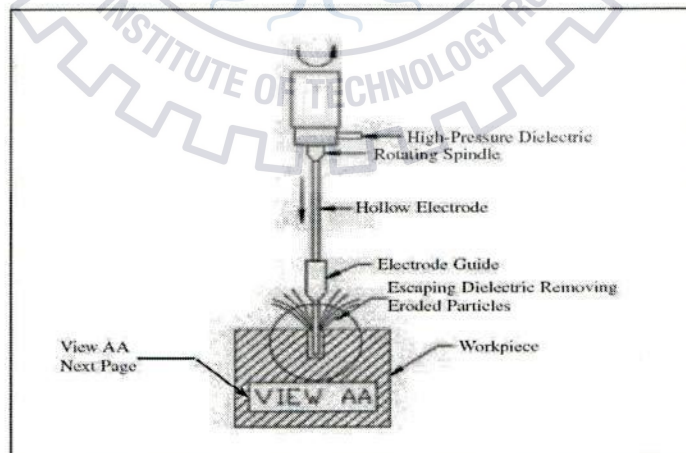 INSTITUTE OF TECHNOLOGY RO
High-Pressure Dielectric
Rotating Spindle
Hollow Electrode
Electrode Guide
Escaping Dielectric Removing
Eroded Particles
View AA
Next Page
Workpiece
VIEW AA